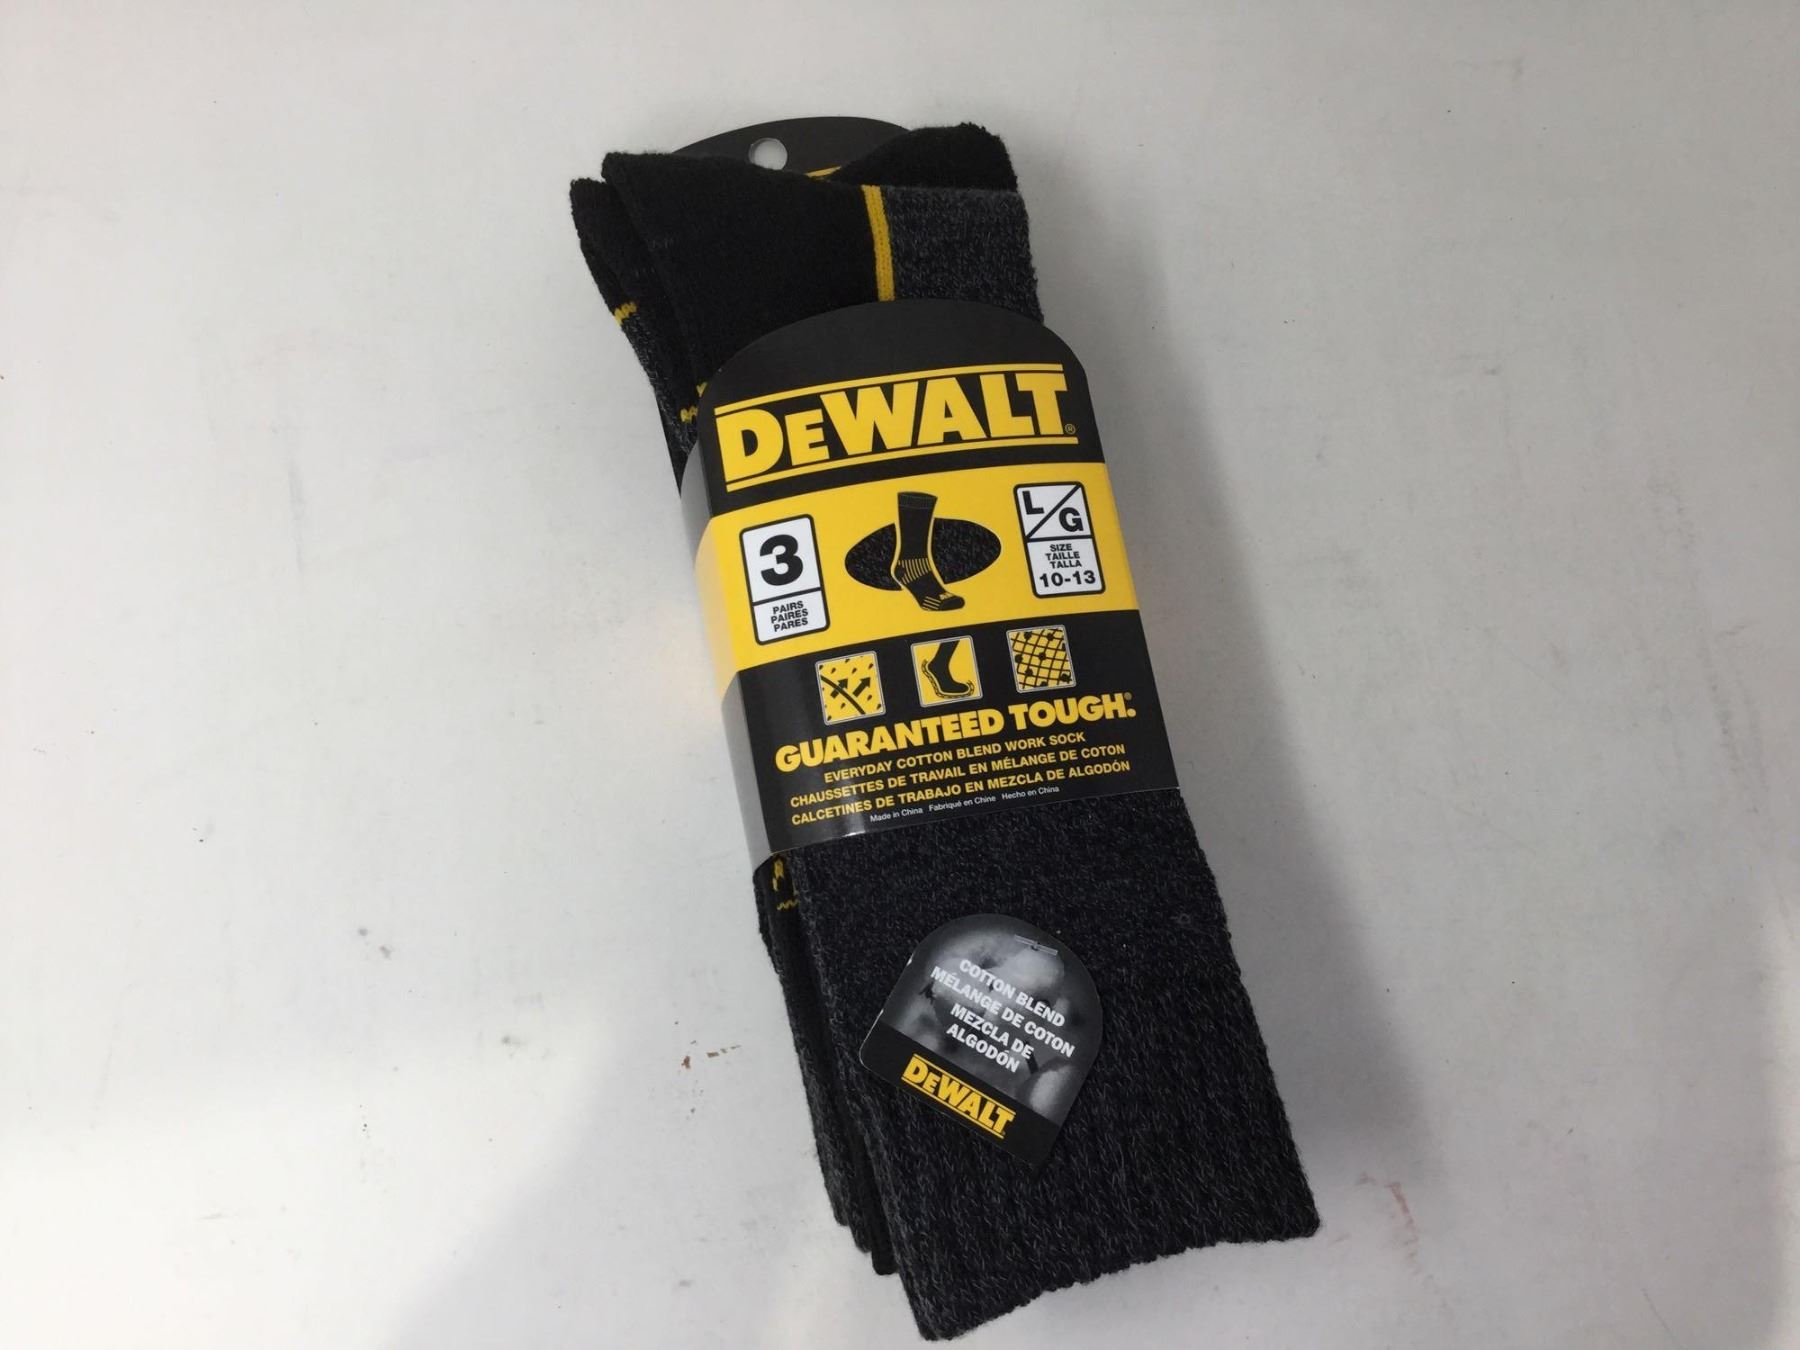 DEWALT®
3
PAIRS
PAIRES
PARES
L/G
SIZE
TAILLE
TALLA
10-13
GUARANTEED TOUGH.®
EVERYDAY COTTON BLEND WORK SOCK
CHAUSSETTES DE TRAVAIL EN MÉLANGE DE COTON
CALCETINES DE TRABAJO EN MEZCLA DE ALGODÓN
Made in China Fabriqué en Chine Hecho en China
COTTON BLEND
MÉLANGE DE COTON
MEZCLA DE
ALGODÓN
DEWALT